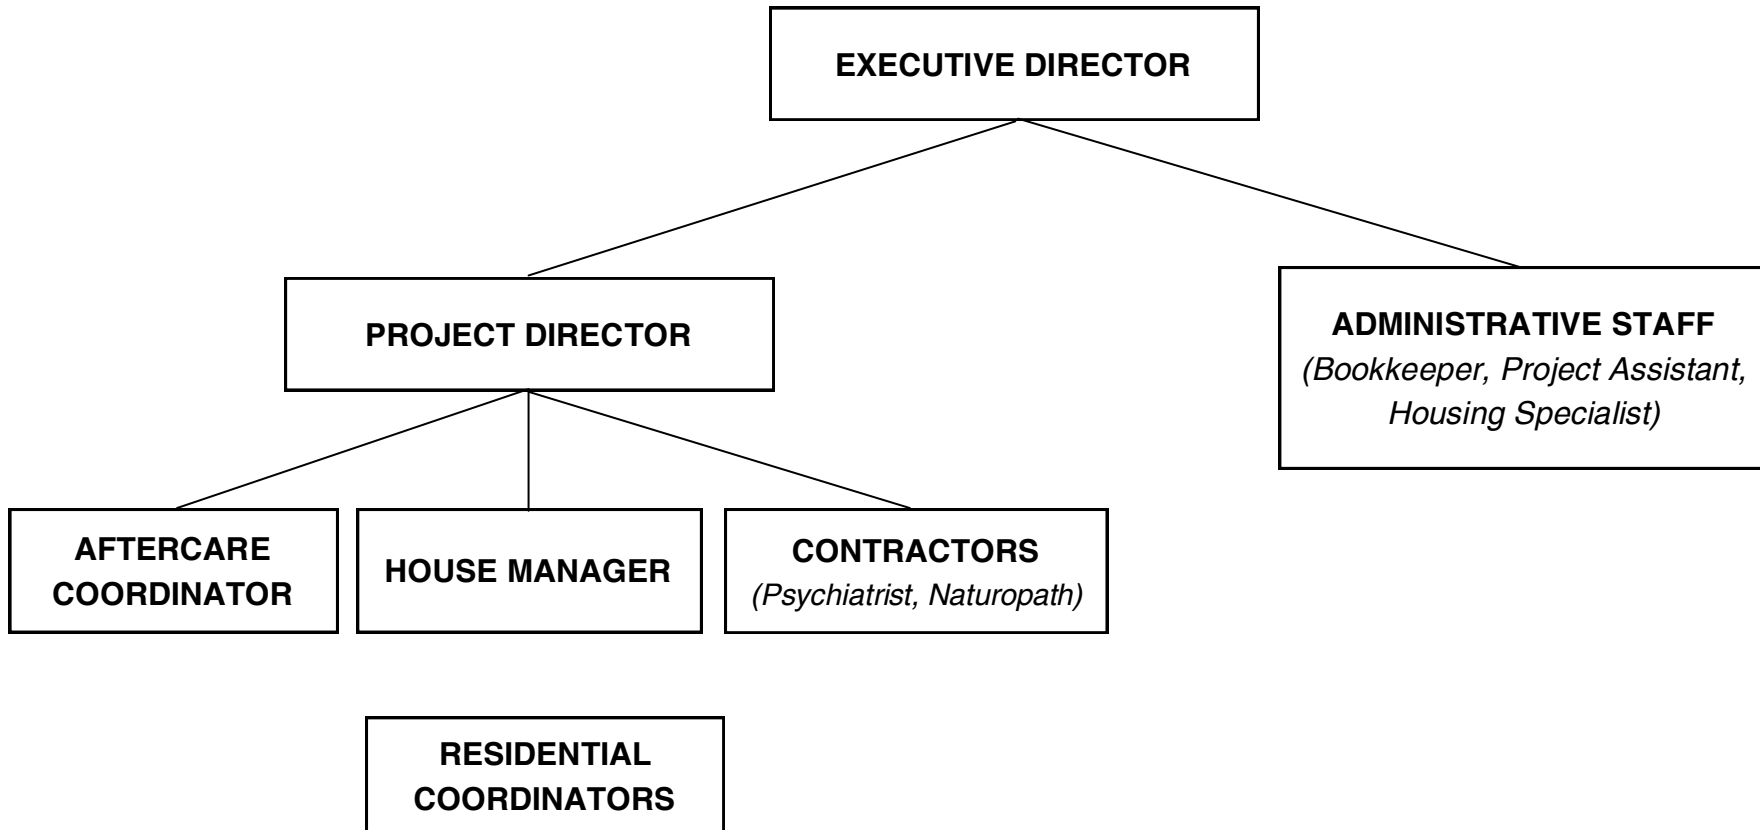 EXECUTIVE DIRECTOR
PROJECT DIRECTOR
ADMINISTRATIVE STAFF
(Bookkeeper, Project Assistant,
Housing Specialist)
AFTERCARE
COORDINATOR
HOUSE MANAGER
CONTRACTORS
(Psychiatrist, Naturopath)
RESIDENTIAL
COORDINATORS